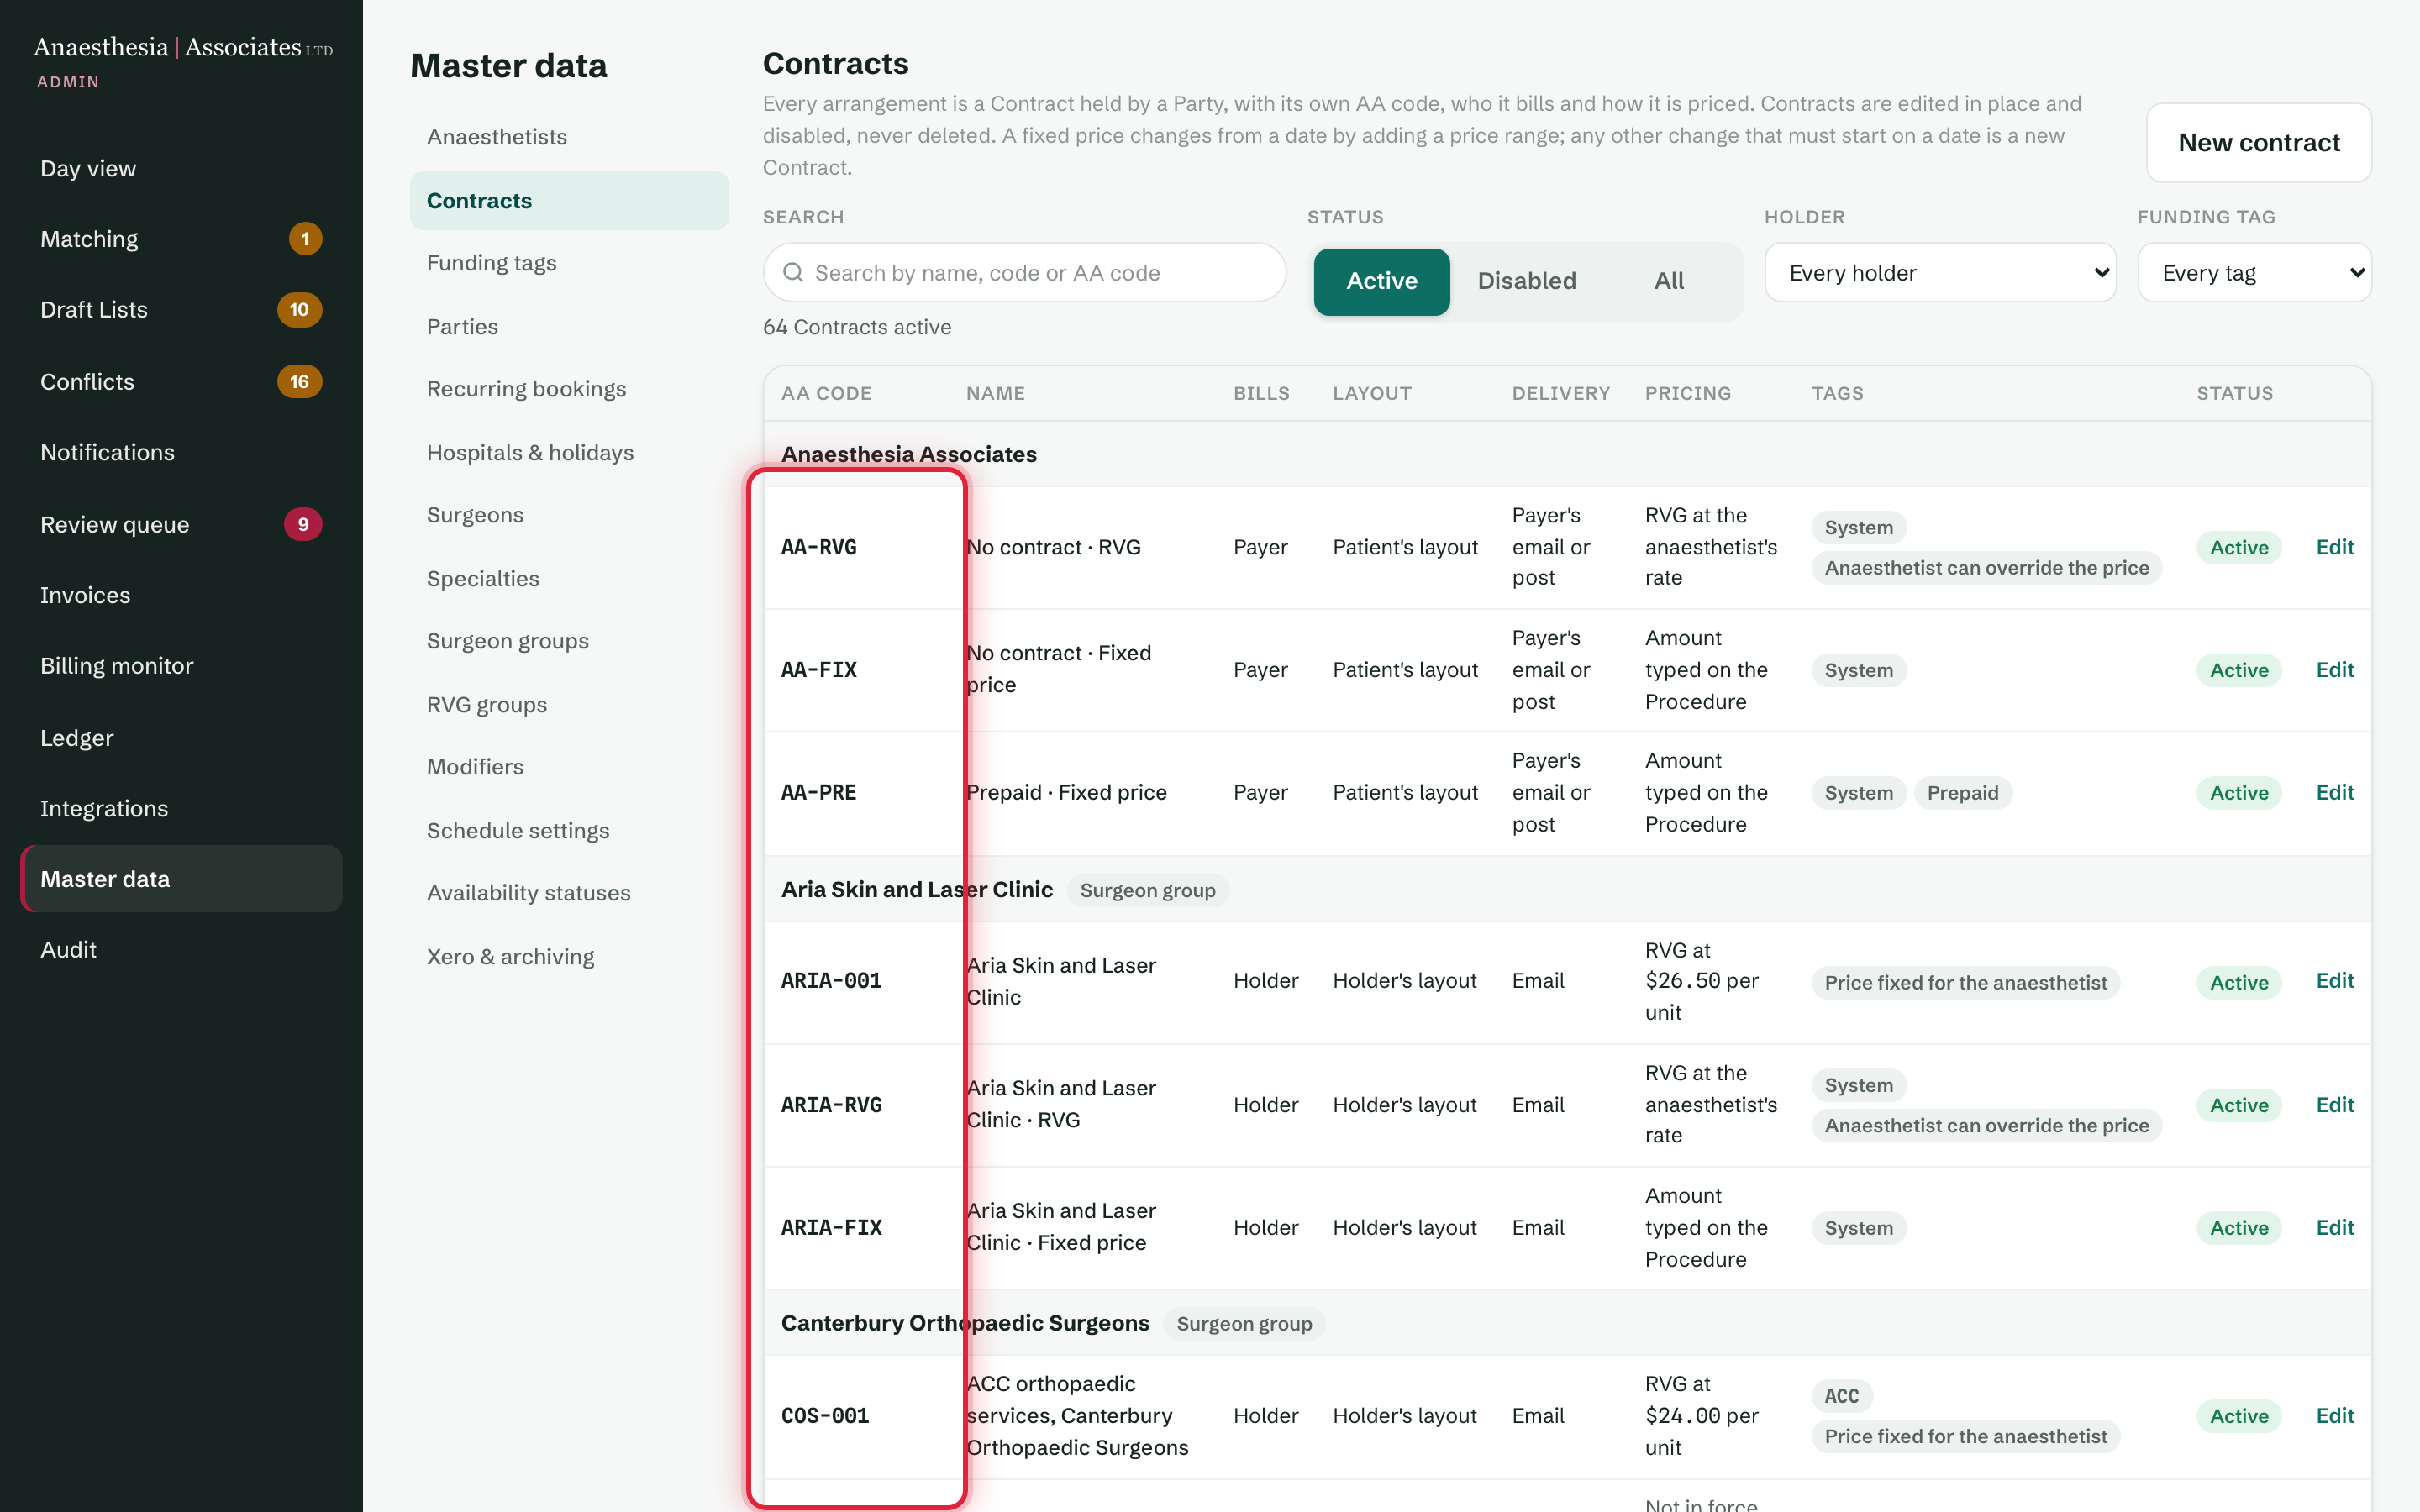 Anaesthesia | Associates LTD
ADMIN
Day view
Matching 1
Draft Lists 10
Conflicts 16
Notifications
Review queue 9
Invoices
Billing monitor
Ledger
Integrations
Master data
Audit
Master data
Anaesthetists
Contracts
Funding tags
Parties
Recurring bookings
Hospitals & holidays
Surgeons
Specialties
Surgeon groups
RVG groups
Modifiers
Schedule settings
Availability statuses
Xero & archiving
Contracts
Every arrangement is a Contract held by a Party, with its own AA code, who it bills and how it is priced. Contracts are edited in place and
disabled, never deleted. A fixed price changes from a date by adding a price range; any other change that must start on a date is a new
Contract.
New contract
SEARCH STATUS HOLDER FUNDING TAG
Search by name, code or AA code Active Disabled All Every holder Every tag
64 Contracts active
AA CODE NAME BILLS LAYOUT DELIVERY PRICING TAGS STATUS
Anaesthesia Associates
AA-RVG
No contract · RVG
Payer
Patient's layout
Payer's
email or
post
RVG at the
anaesthetist's
rate
System
Anaesthetist can override the price
Active
Edit
AA-FIX
No contract · Fixed
price
Payer
Patient's layout
Payer's
email or
post
Amount
typed on the
Procedure
System
Active
Edit
AA-PRE
Prepaid · Fixed price
Payer
Patient's layout
Payer's
email or
post
Amount
typed on the
Procedure
System Prepaid
Active
Edit
Aria Skin and Laser Clinic Surgeon group
ARIA-001
Aria Skin and Laser
Clinic
Holder
Holder's layout
Email
RVG at
$26.50 per
unit
Price fixed for the anaesthetist
Active
Edit
ARIA-RVG
Aria Skin and Laser
Clinic · RVG
Holder
Holder's layout
Email
RVG at the
anaesthetist's
rate
System
Anaesthetist can override the price
Active
Edit
ARIA-FIX
Aria Skin and Laser
Clinic · Fixed price
Holder
Holder's layout
Email
Amount
typed on the
Procedure
System
Active
Edit
Canterbury Orthopaedic Surgeons Surgeon group
COS-001
ACC orthopaedic
services, Canterbury
Orthopaedic Surgeons
Holder
Holder's layout
Email
RVG at
$24.00 per
unit
ACC
Price fixed for the anaesthetist
Active
Edit
Not in force